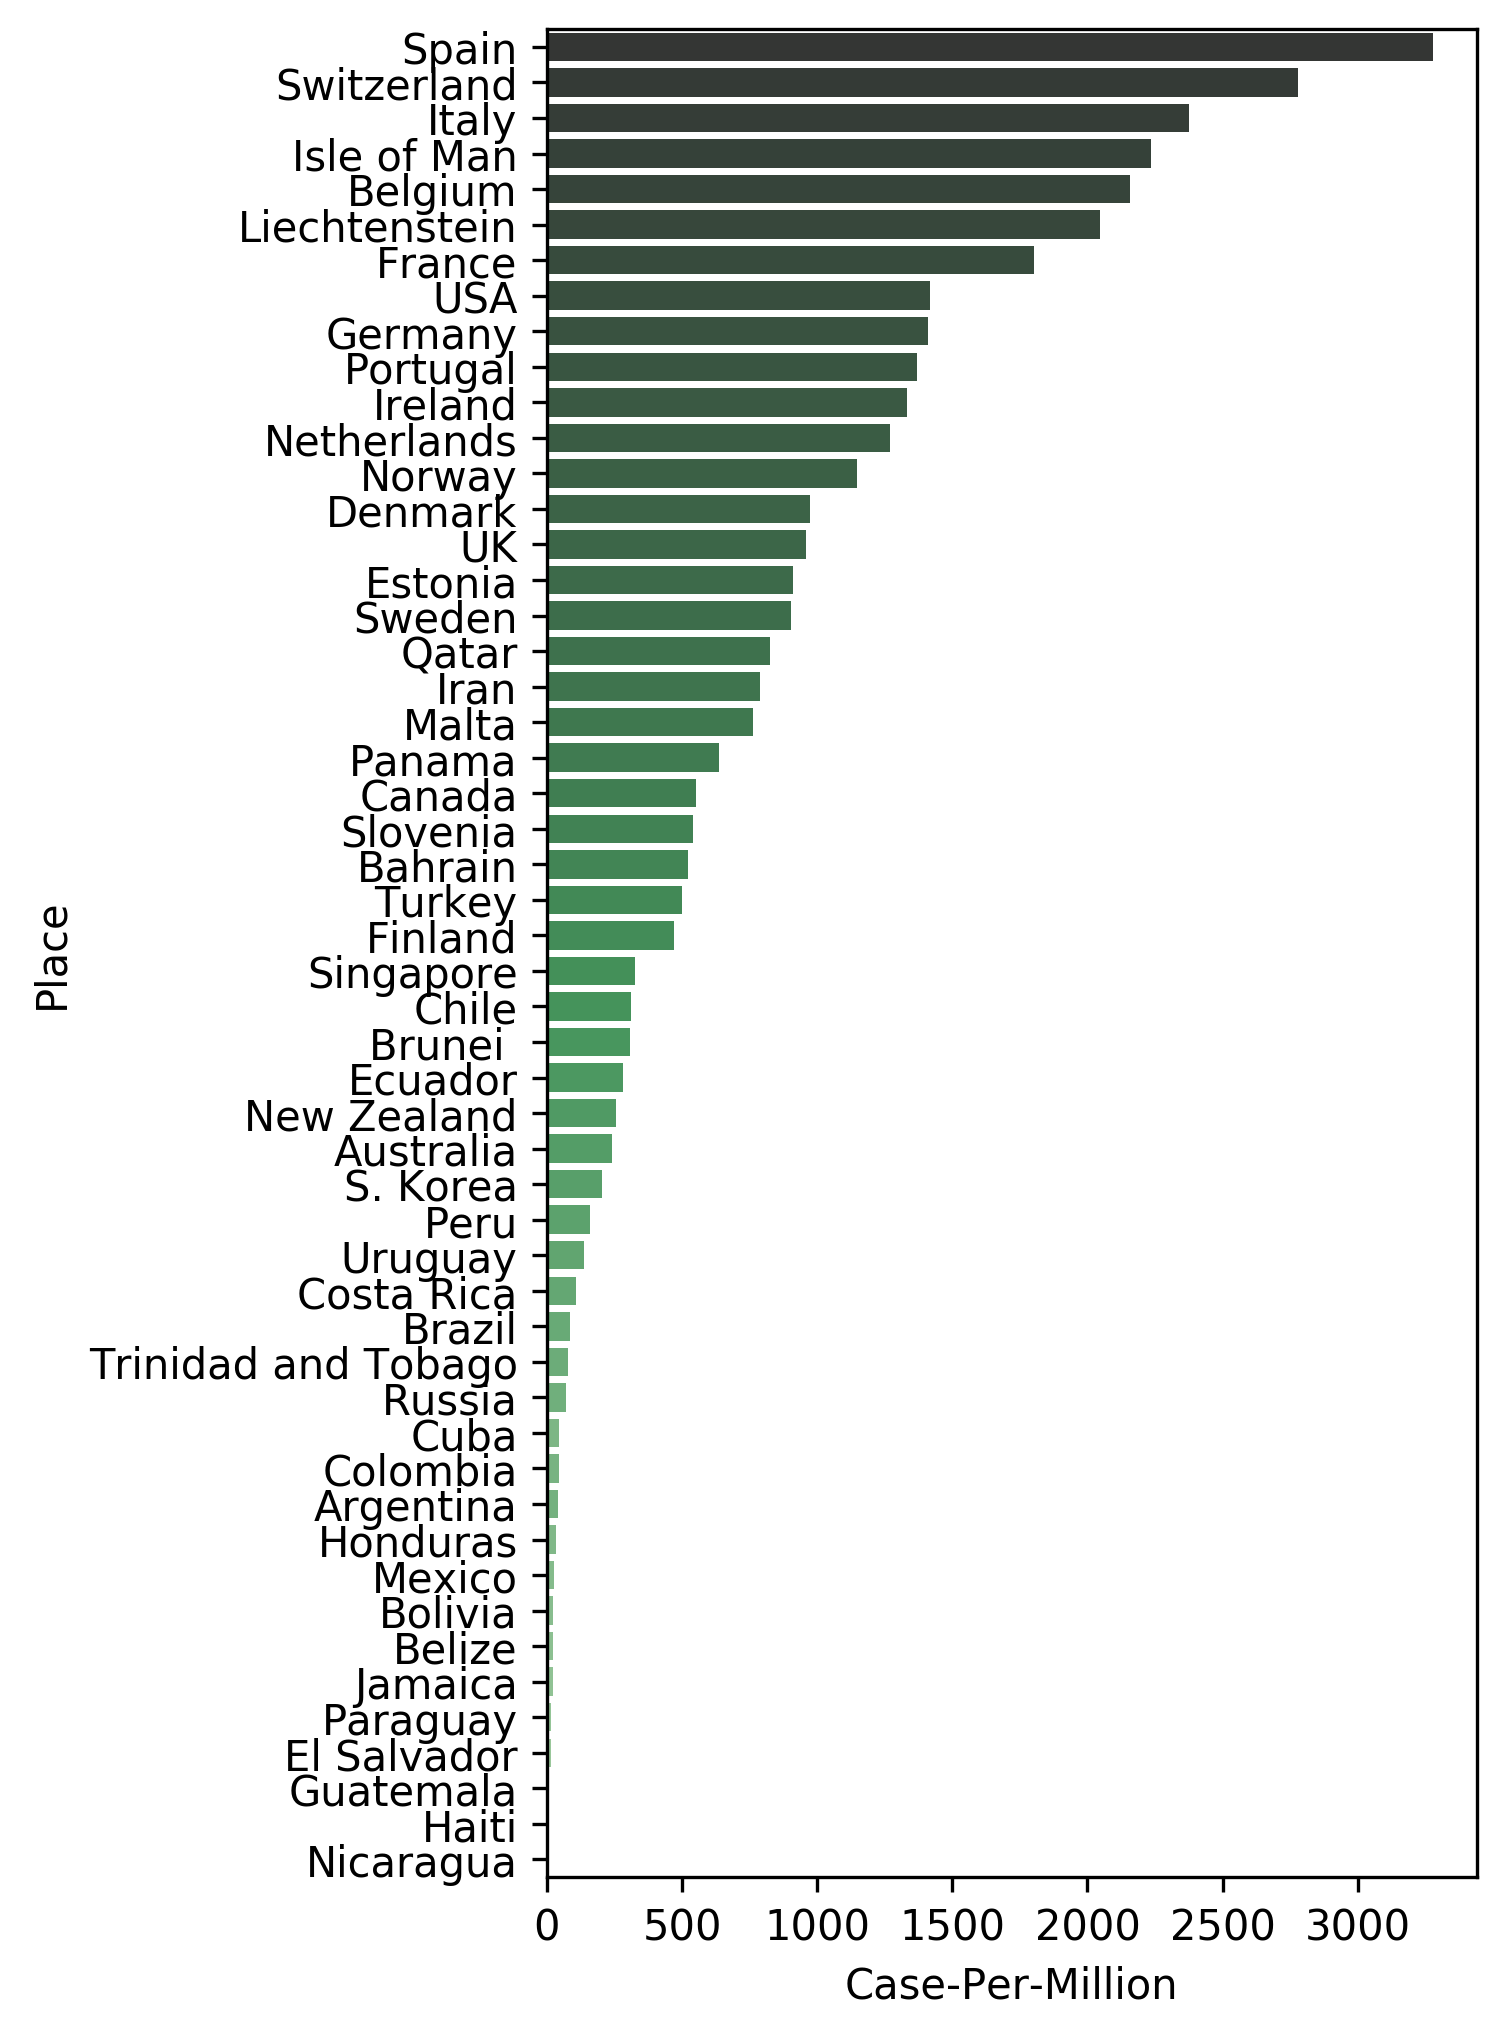 Spain
Switzerland
Italy
Isle of Man
Belgium
Liechtenstein
France
USA
Germany
Portugal
Ireland
Netherlands
Norway
Denmark
UK
Estonia
Sweden
Qatar
Iran
Malta
Panama
Canada
Slovenia
Bahrain
Turkey
Finland
Singapore
Chile
Brunei
Ecuador
New Zealand
Australia
S. Korea
Peru
Uruguay
Costa Rica
Brazil
Trinidad and Tobago
Russia
Cuba
Colombia
Argentina
Honduras
Mexico
Bolivia
Belize
Jamaica
Paraguay
El Salvador
Guatemala
Haiti
Nicaragua
Place
0 500 1000 1500 2000 2500 3000
Case-Per-Million